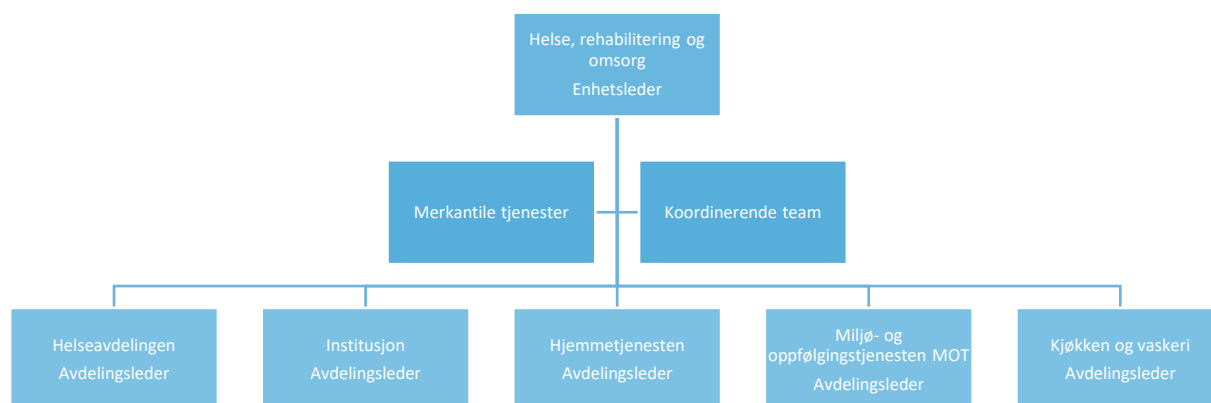 Helse, rehabilitering og
omsorg
Enhetsleder
Merkantile tjenester
Koordinerende team
Helseavdelingen
Avdelingsleder
Institusjon
Avdelingsleder
Hjemmetjenesten
Avdelingsleder
Miljø- og
oppfølgingstjenesten MOT
Avdelingsleder
Kjøkken og vaskeri
Avdelingsleder